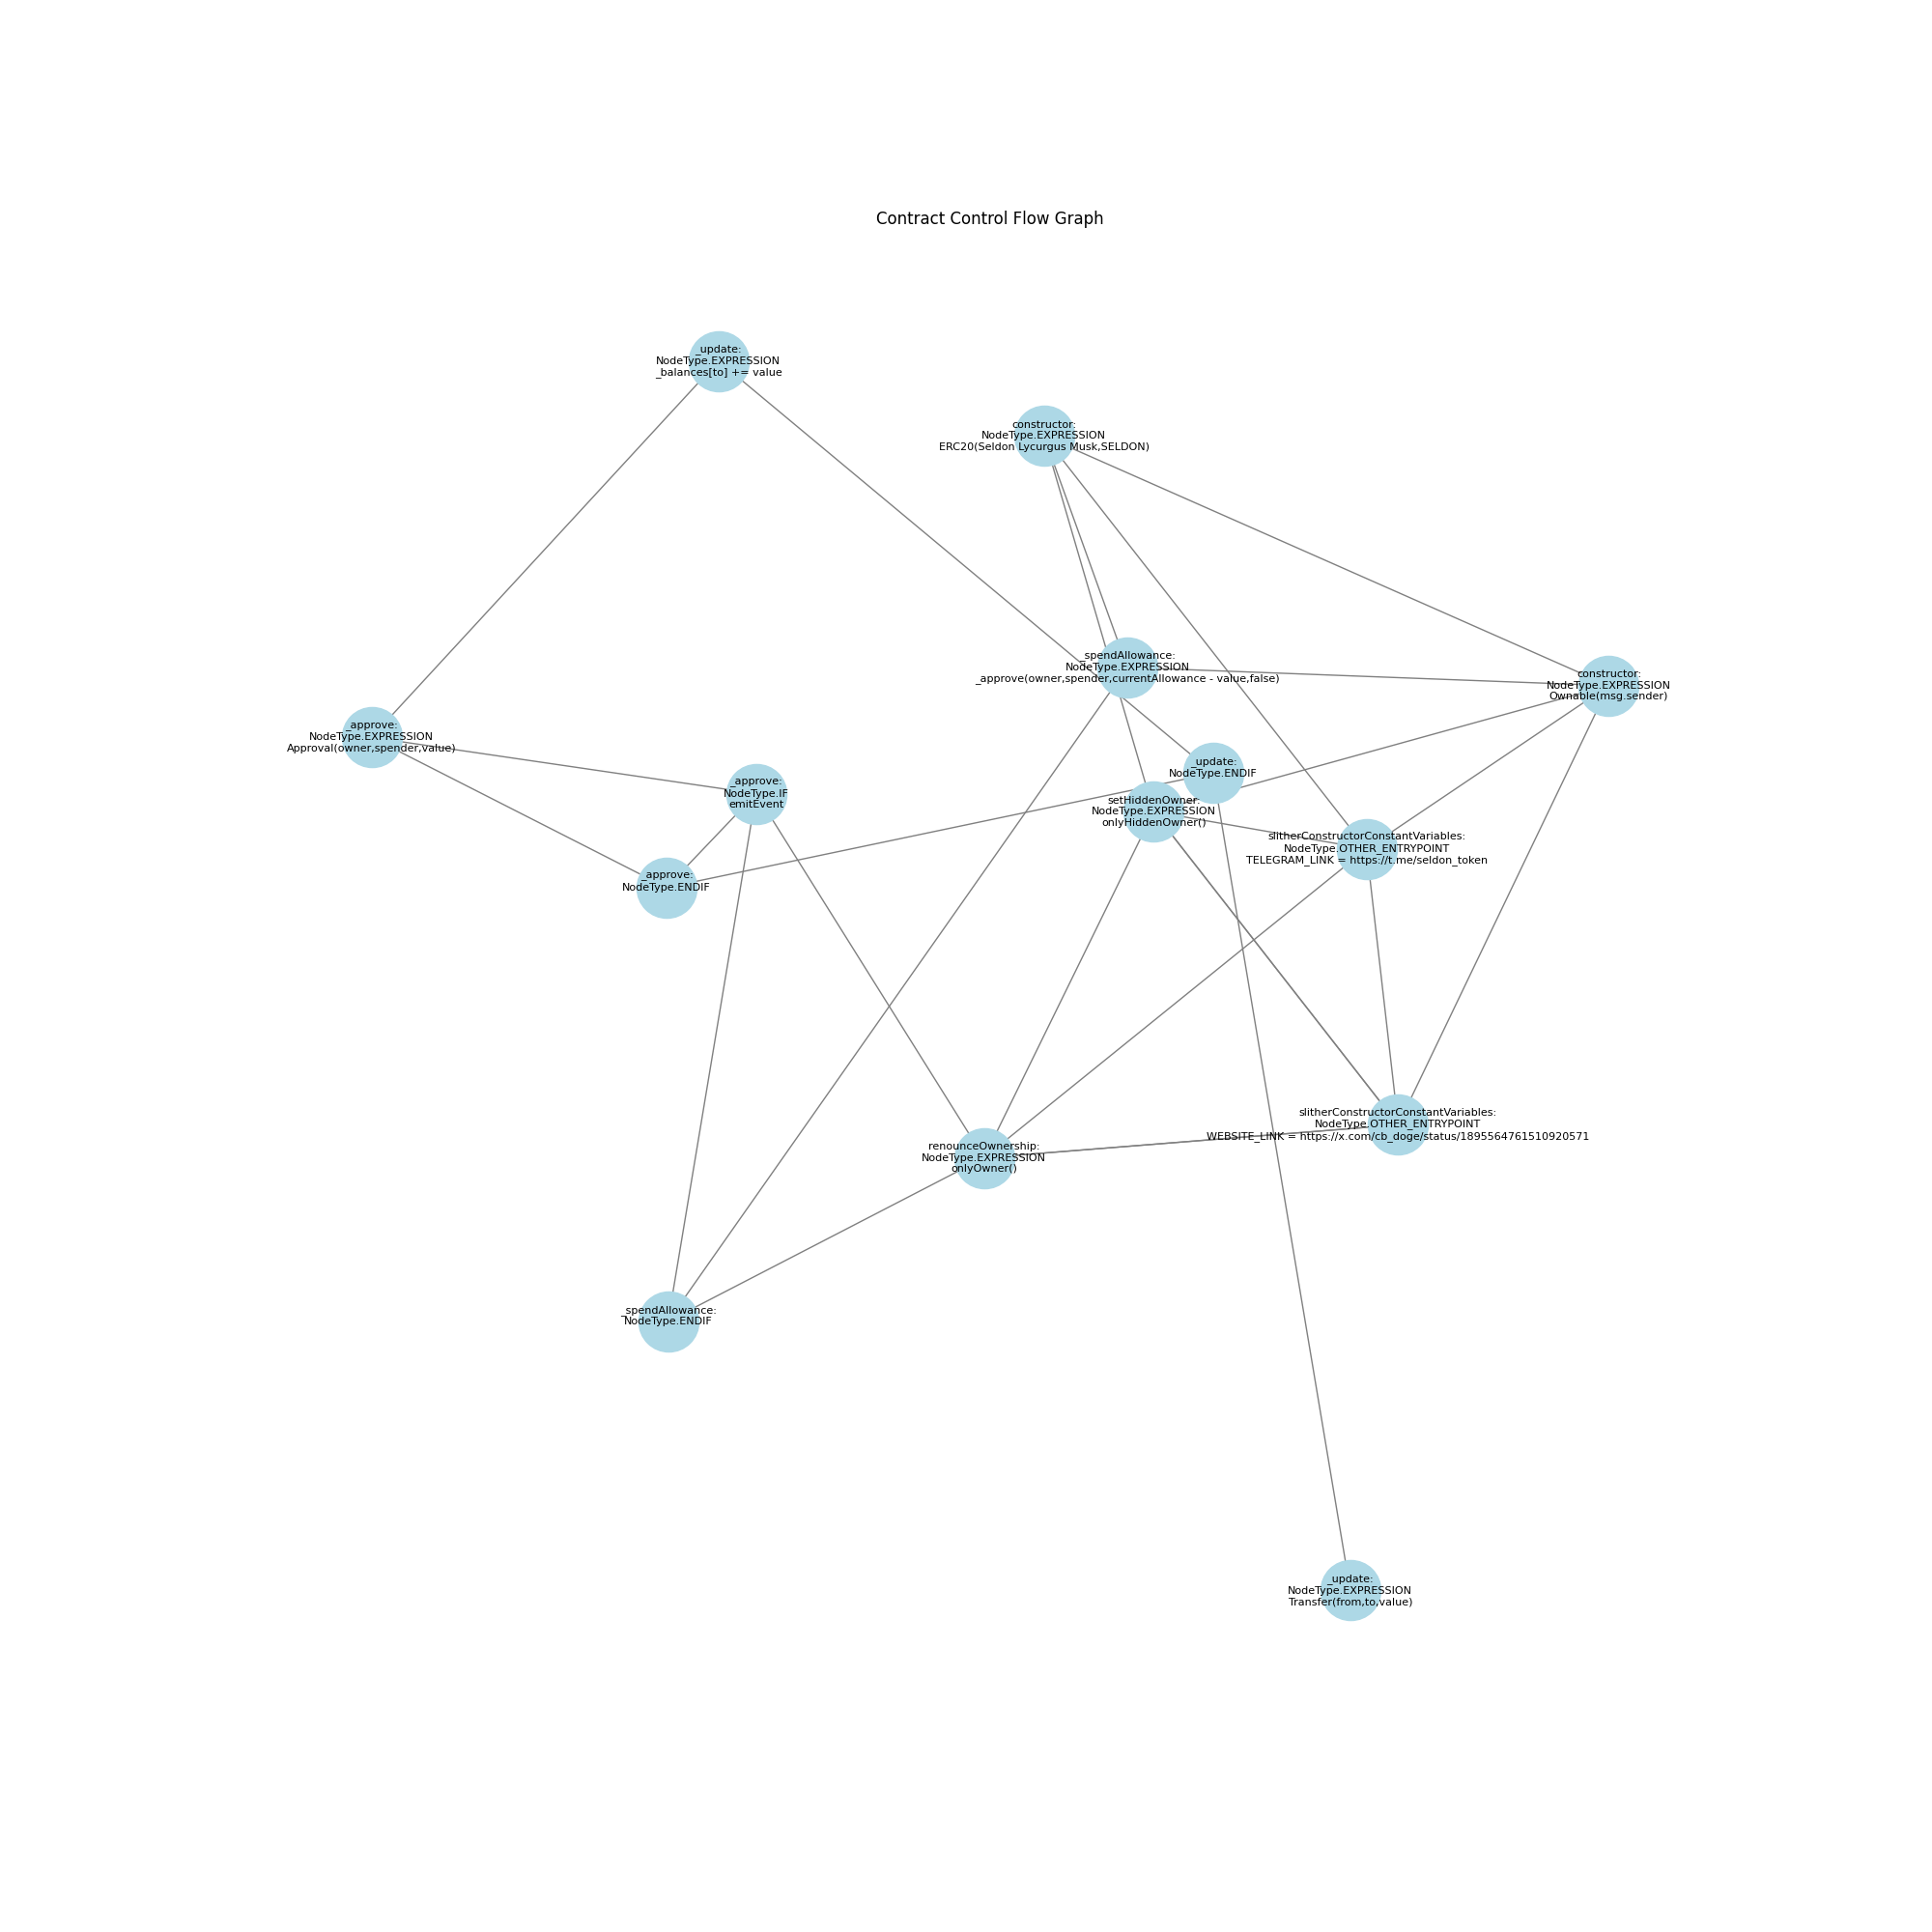 Contract Control Flow Graph
_update:
NodeType.EXPRESSION
_balances[to] += value
constructor:
NodeType.EXPRESSION
ERC20(Seldon Lycurgus Musk,SELDON)
_spendAllowance:
NodeType.EXPRESSION
_approve(owner,spender,currentAllowance - value,false)
constructor:
NodeType.EXPRESSION
Ownable(msg.sender)
_approve:
NodeType.EXPRESSION
Approval(owner,spender,value)
_update:
NodeType.ENDIF
_approve:
NodeType.IF
emitEvent
setHiddenOwner:
NodeType.EXPRESSION
onlyHiddenOwner()
slitherConstructorConstantVariables:
NodeType.OTHER_ENTRYPOINT
TELEGRAM_LINK = https://t.me/seldon_token
_approve:
NodeType.ENDIF
slitherConstructorConstantVariables:
NodeType.OTHER_ENTRYPOINT
WEBSITE_LINK = https://x.com/cb_doge/status/1895564761510920571
renounceOwnership:
NodeType.EXPRESSION
onlyOwner()
_spendAllowance:
NodeType.ENDIF
_update:
NodeType.EXPRESSION
Transfer(from,to,value)